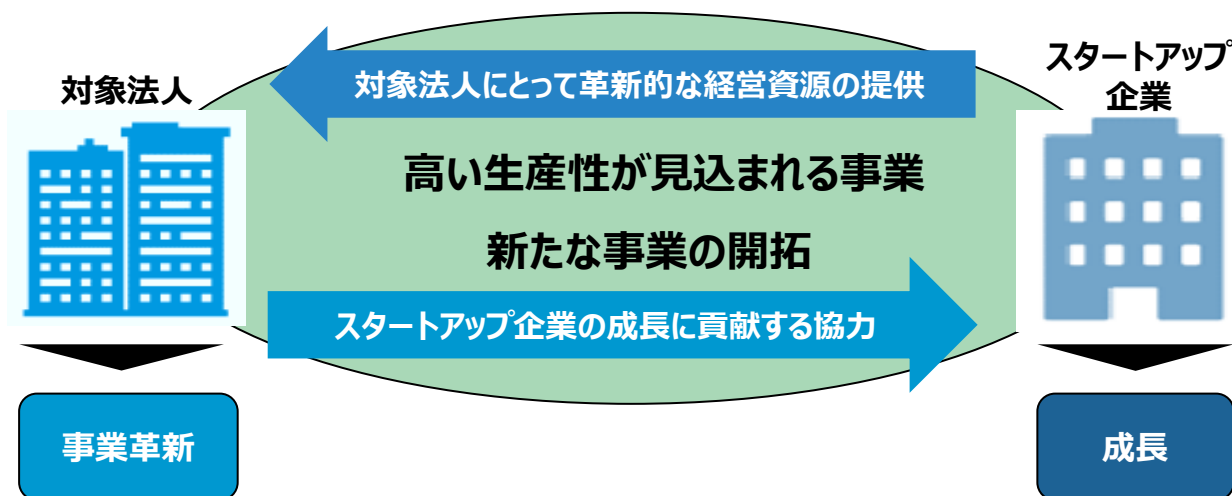 対象法人
スタートアップ
企業
対象法人にとって革新的な経営資源の提供
高い生産性が見込まれる事業
新たな事業の開拓
スタートアップ企業の成長に貢献する協力
事業革新
成長